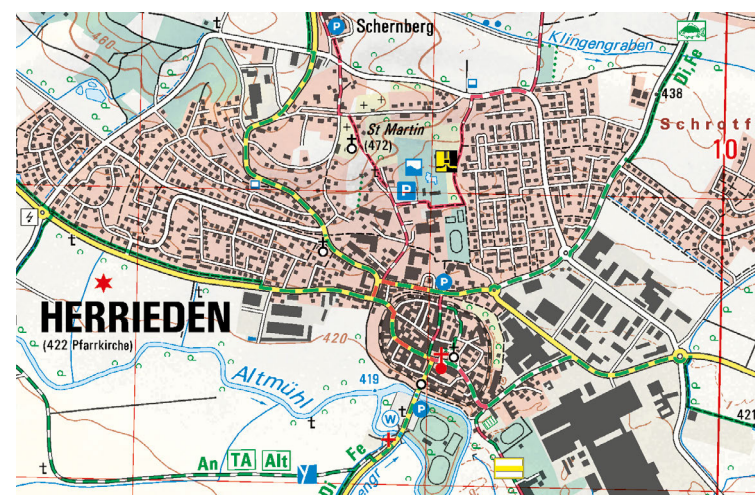 P
Schernberg
Klingengraben
Di, Fe
460
438
St Martin
(472)
Schrotf
10
P
P
HERRIEDEN
(422 Pfarrkirche)
420
Altmühl
419
P
W
421
An TA Alt
Di Fe
engr